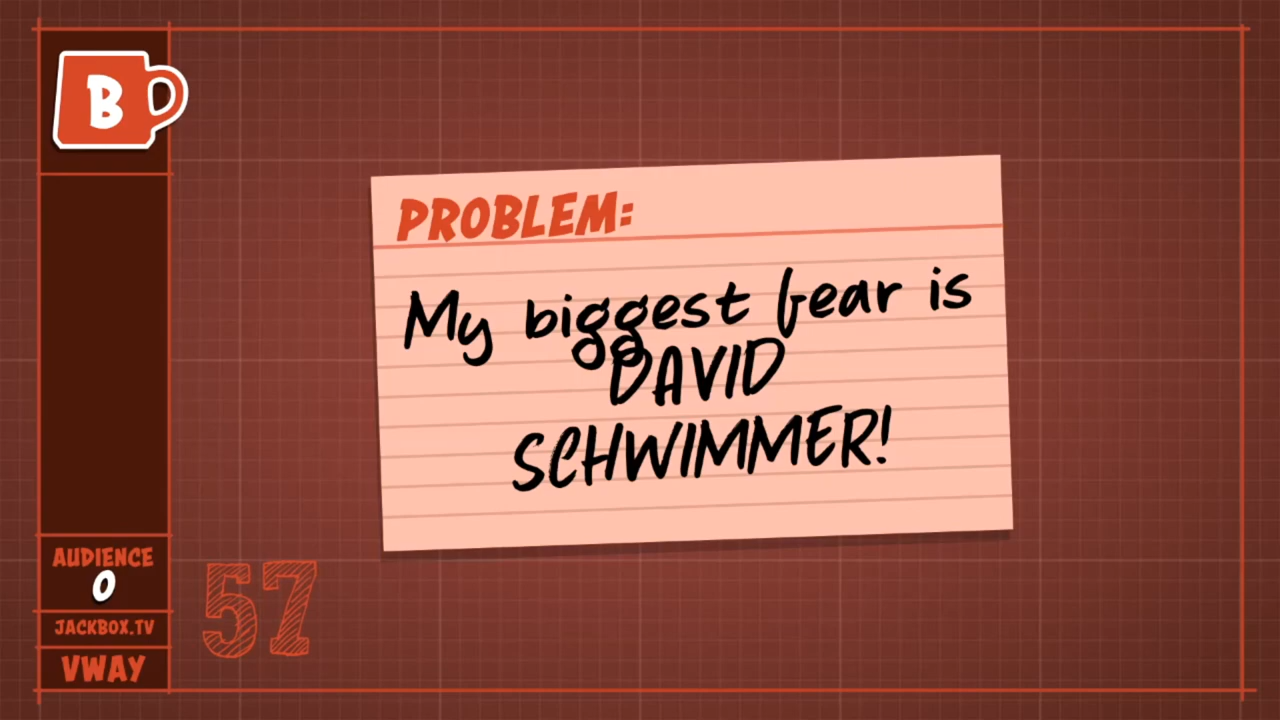 B
PROBLEM:
My biggest fear is
DAVID
SCHWIMMER!
AUDIENCE
0
JACKBOX.TV
VWAY
57